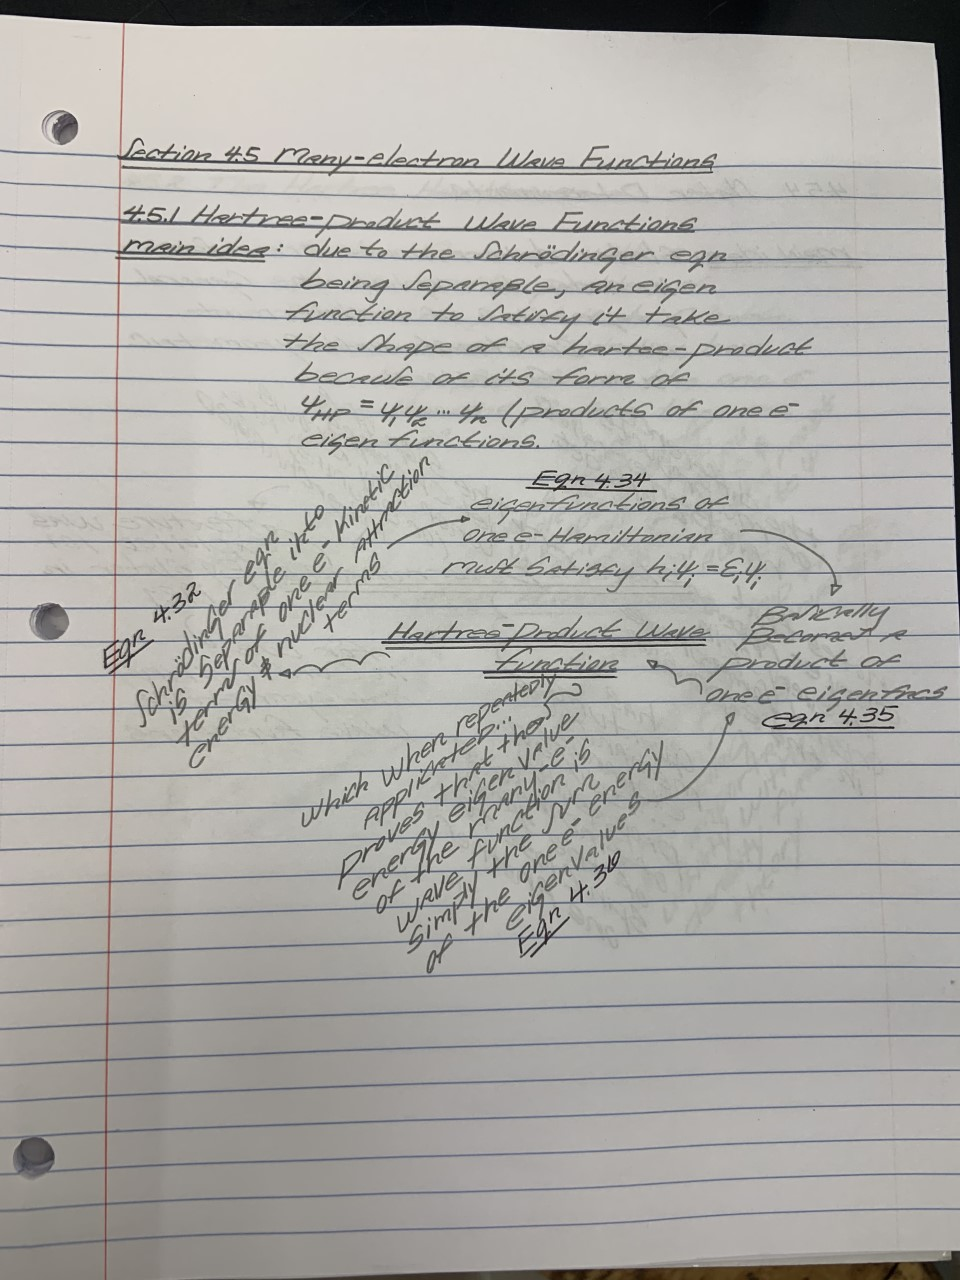 Section 4.5 Many-electron Wave Functions
4.5.1 Hartree-product Wave Functions
main idea: due to the Schrödinger eqn
being separable, an eigen
function to satisfy it take
the shape of a hartee-product
because of its form of
ψHP = ψ1ψ2 ... ψn (products of one e-
eigen functions.
Eqn 4.34
eigenfunctions of
one e- Hamiltonian
must satisfy hiψi = εiψi
Eqn 4.32
Schrödinger eqn
is separable into
terms of one e- kinetic
energy & nuclear attraction
terms
Basically
Becomes a
product of
one e- eigenfncs
eqn 4.35
Hartree-Product Wave
function
which when repeatedly
applicated...
proves that the
energy eigenvalue
of the many-e-
wave function is
simply the sum
of the one e- energy
eigenvalues
Eqn 4.36